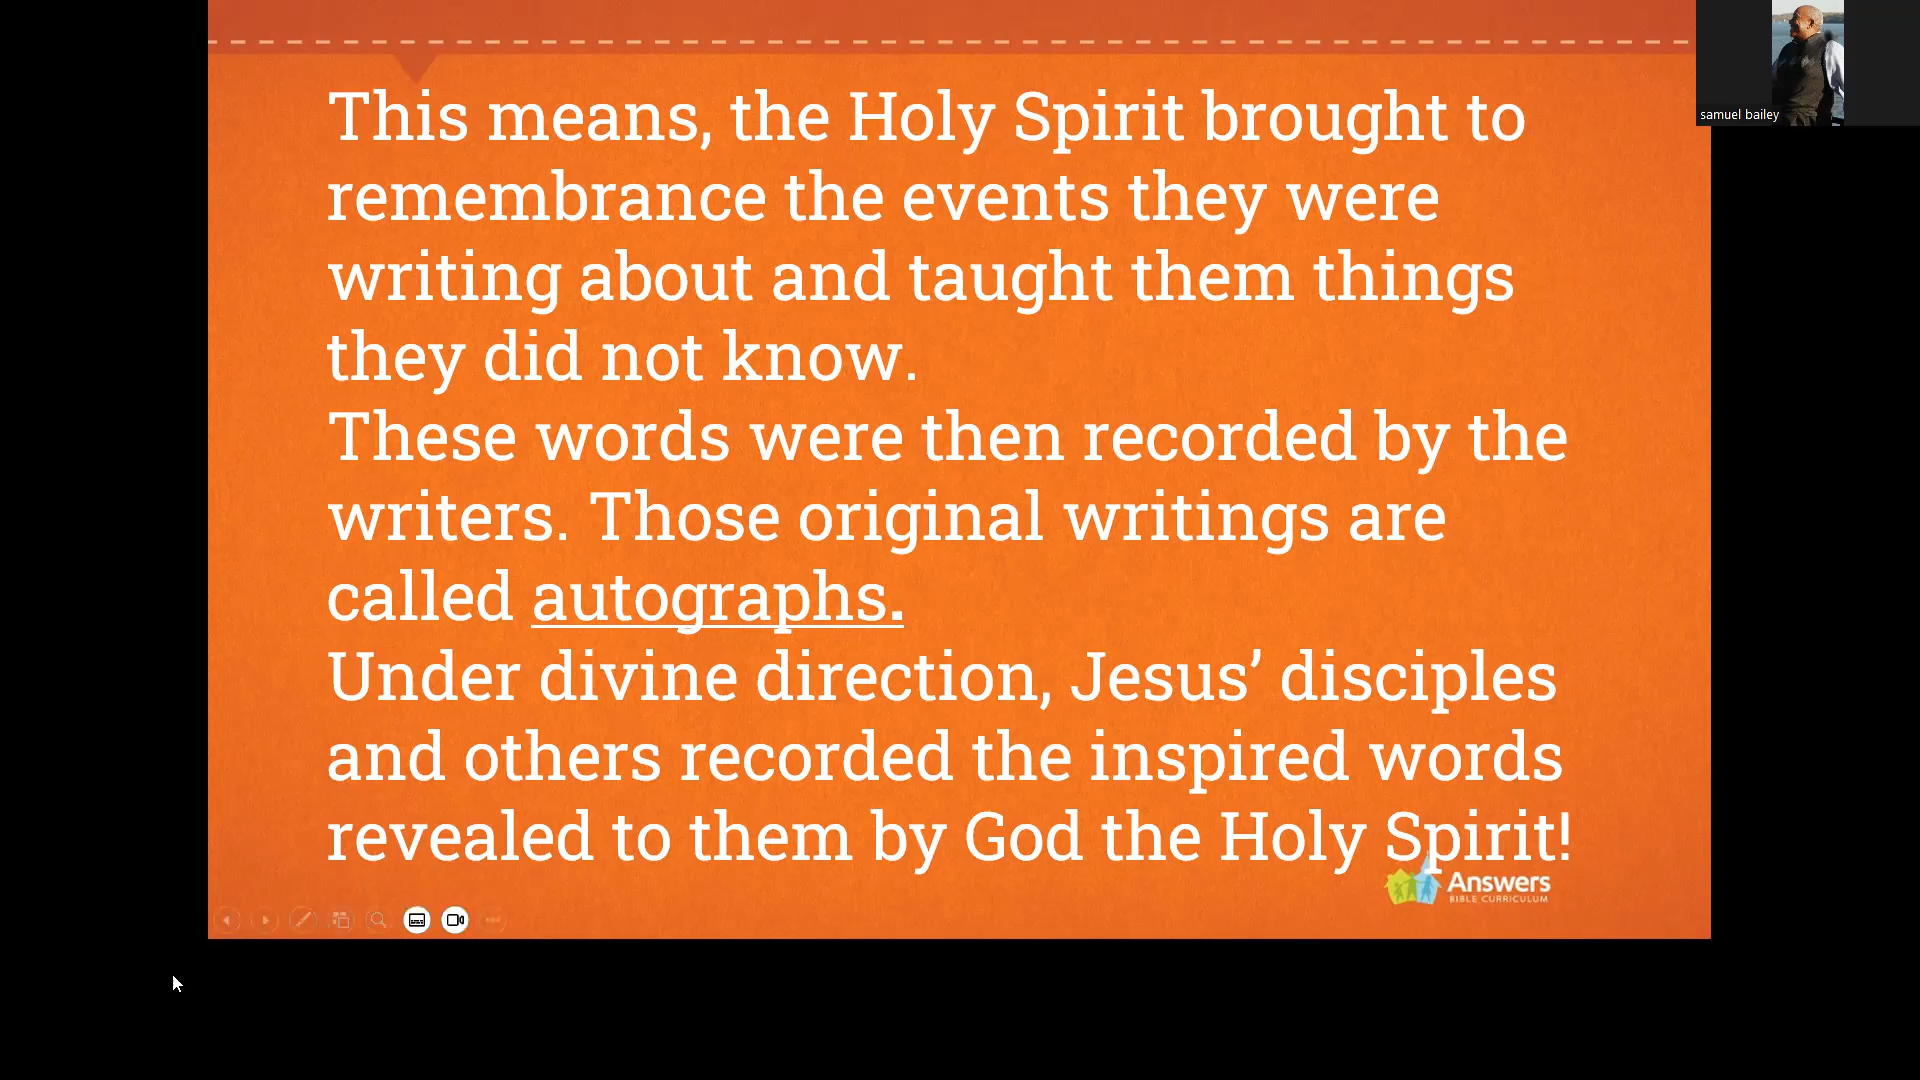 This means, the Holy Spirit brought to
remembrance the events they were
writing about and taught them things
they did not know.
These words were then recorded by the
writers. Those original writings are
called autographs.
Under divine direction, Jesus’ disciples
and others recorded the inspired words
revealed to them by God the Holy Spirit!
Answers
BIBLE CURRICULUM
samuel bailey